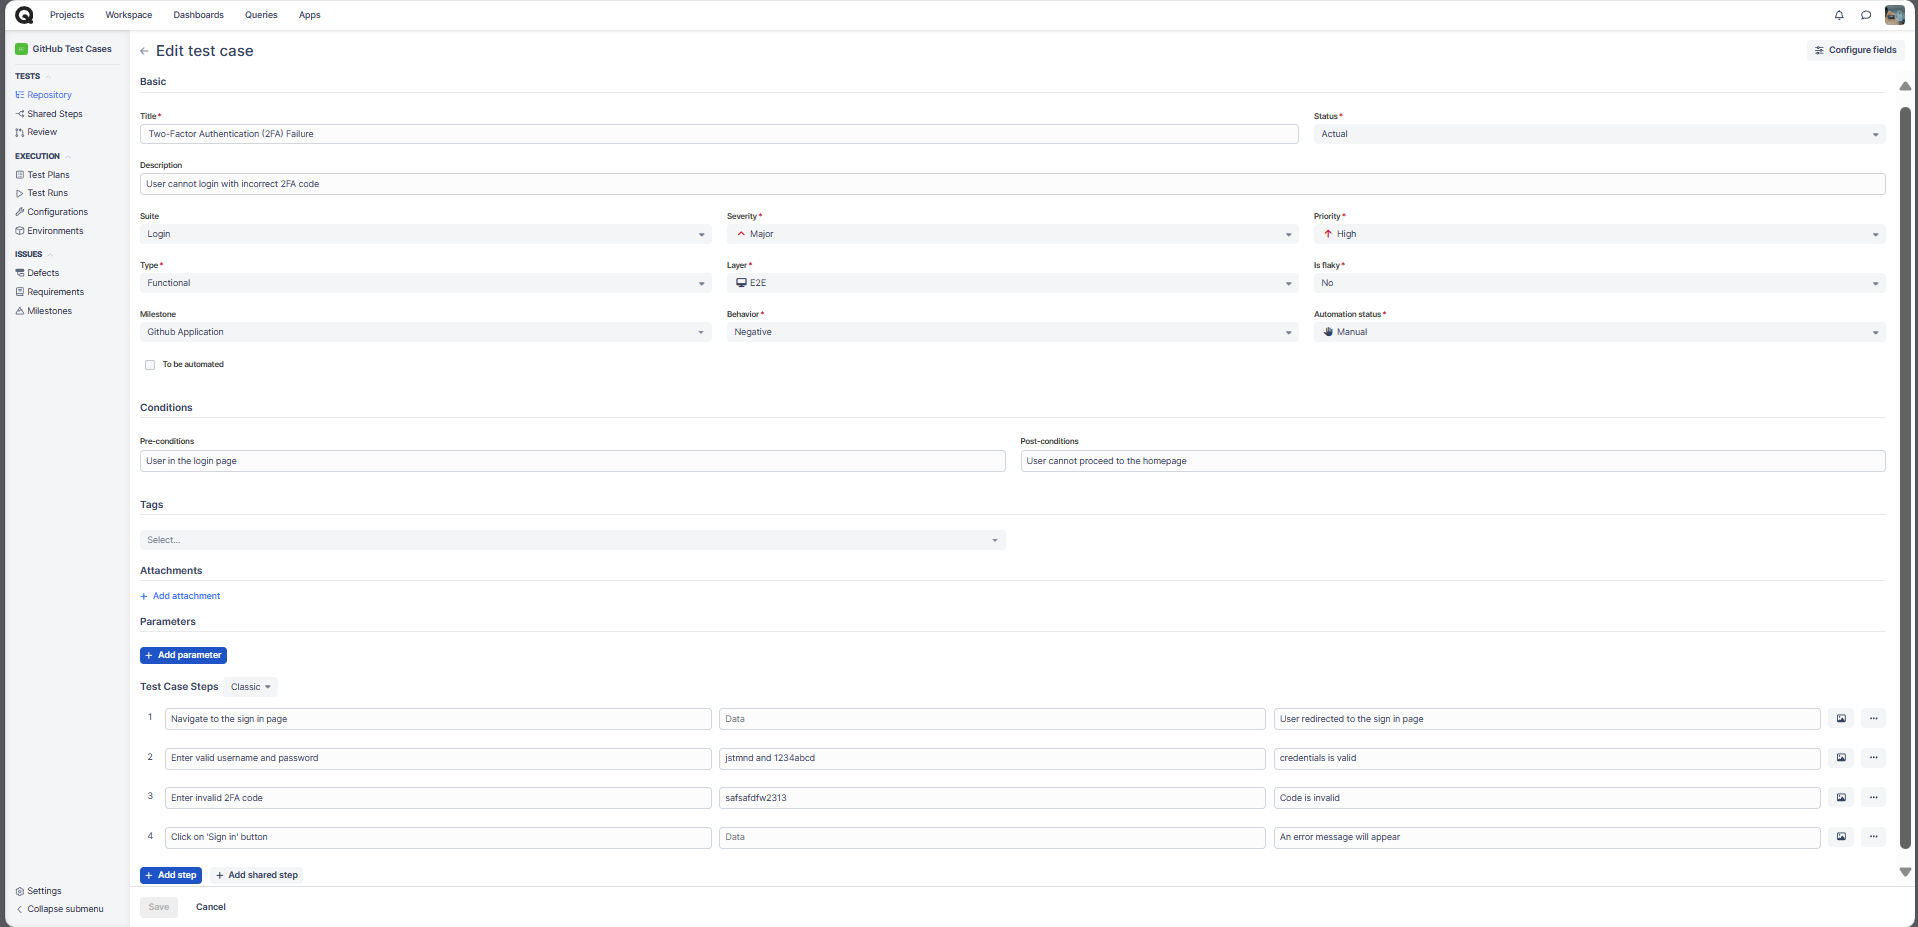 Projects Workspace Dashboards Queries Apps
GitHub Test Cases
TESTS
Repository
Shared Steps
Review
EXECUTION
Test Plans
Test Runs
Configurations
Environments
ISSUES
Defects
Requirements
Milestones
Settings
Collapse submenu
Edit test case
Configure fields
Basic
Title* Status*
Two-Factor Authentication (2FA) Failure Actual
Description
User cannot login with incorrect 2FA code
Suite Severity* Priority*
Login Major High
Type* Layer* Is flaky*
Functional E2E No
Milestone Behavior* Automation status*
Github Application Negative Manual
To be automated
Conditions
Pre-conditions Post-conditions
User in the login page User cannot proceed to the homepage
Tags
Select...
Attachments
+ Add attachment
Parameters
+ Add parameter
Test Case Steps Classic
1 Navigate to the sign in page Data User redirected to the sign in page
2 Enter valid username and password jstmnd and 1234abcd credentials is valid
3 Enter invalid 2FA code safsafdfw2313 Code is invalid
4 Click on 'Sign in' button Data An error message will appear
+ Add step + Add shared step
Save Cancel